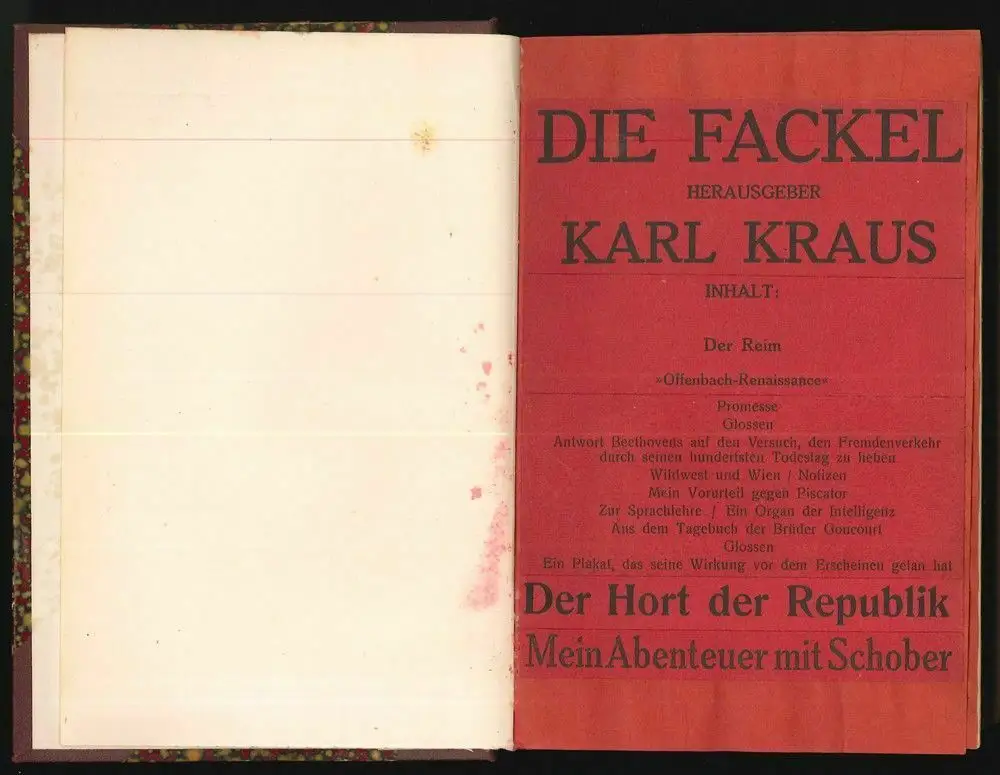 DIE FACKEL
HERAUSGEBER
KARL KRAUS
INHALT:
Der Reim
»Offenbach-Renaissance«
Promesse
Glossen
Antwort Beethovens auf den Versuch, den Fremdenverkehr
durch seinen hundertsten Todestag zu heben
Wildwest und Wien / Notizen
Mein Vorurteil gegen Piscator
Zur Sprachlehre / Ein Organ der Intelligenz
Aus dem Tagebuch der Brüder Goncourt
Glossen
Ein Plakat, das seine Wirkung vor dem Erscheinen getan hat
Der Hort der Republik
Mein Abenteuer mit Schober